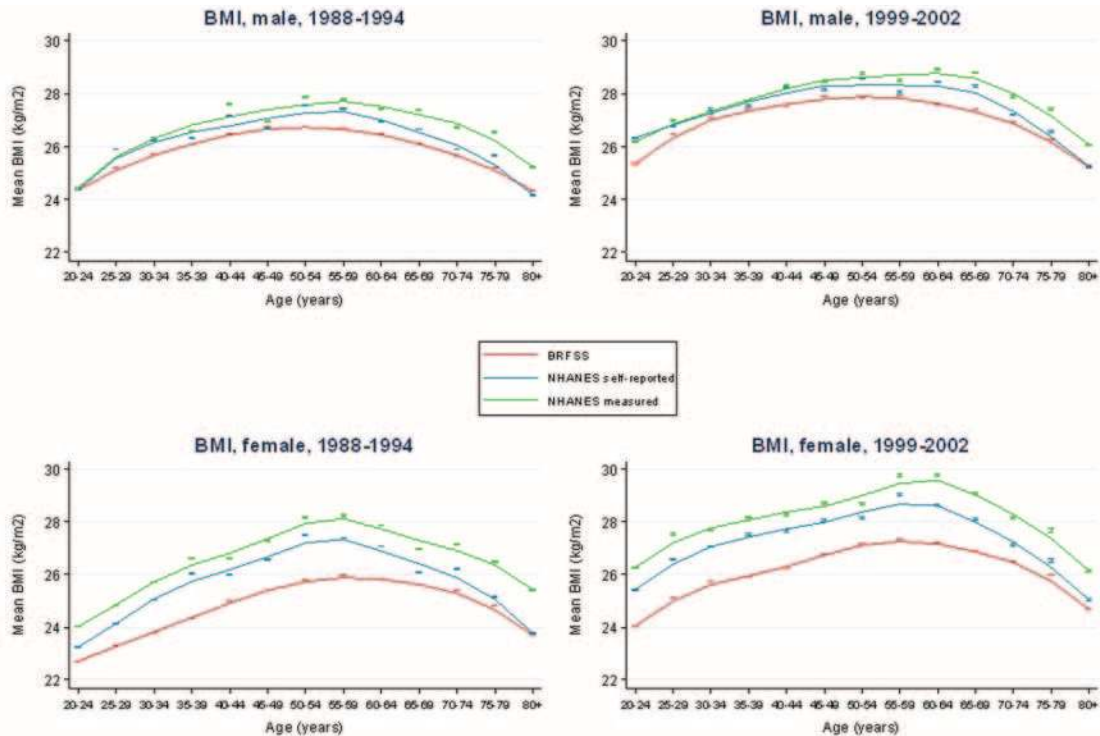 BMI, male, 1988-1994
30
28
26
24
22
Mean BMI (kg/m2)
20-24 25-29 30-34 35-39 40-44 45-49 50-54 55-59 60-64 65-69 70-74 75-79 80+
Age (years)
BMI, male, 1999-2002
30
28
26
24
22
Mean BMI (kg/m2)
20-24 25-29 30-34 35-39 40-44 45-49 50-54 55-59 60-64 65-69 70-74 75-79 80+
Age (years)
BRFSS
NHANES self-reported
NHANES measured
BMI, female, 1988-1994
30
28
26
24
22
Mean BMI (kg/m2)
20-24 25-29 30-34 35-39 40-44 45-49 50-54 55-59 60-64 65-69 70-74 75-79 80+
Age (years)
BMI, female, 1999-2002
30
28
26
24
22
Mean BMI (kg/m2)
20-24 25-29 30-34 35-39 40-44 45-49 50-54 55-59 60-64 65-69 70-74 75-79 80+
Age (years)